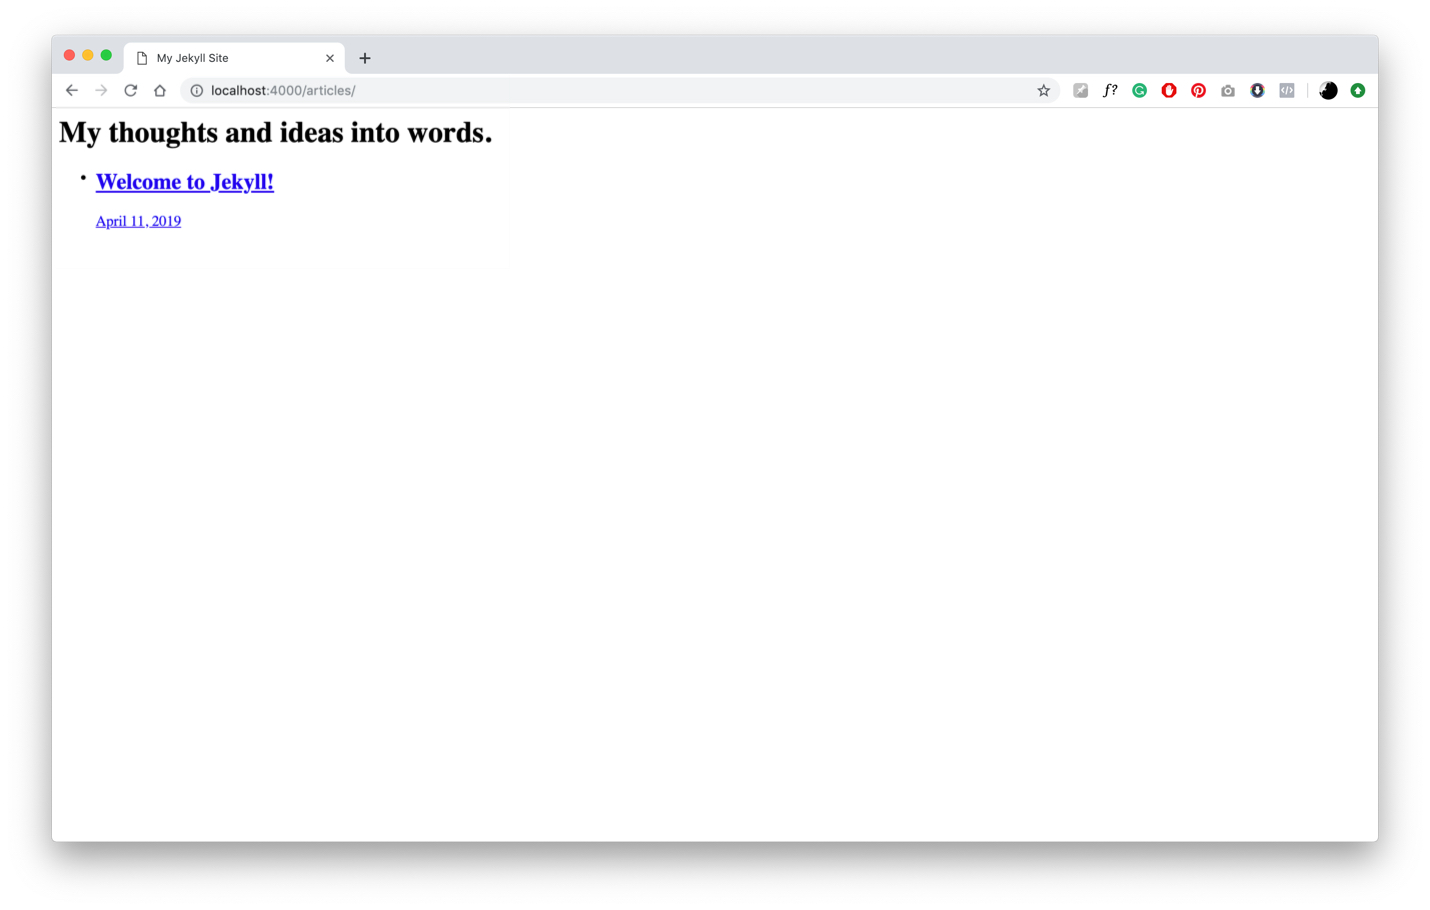 My Jekyll Site
localhost:4000/articles/
f?
My thoughts and ideas into words.
Welcome to Jekyll!
April 11, 2019